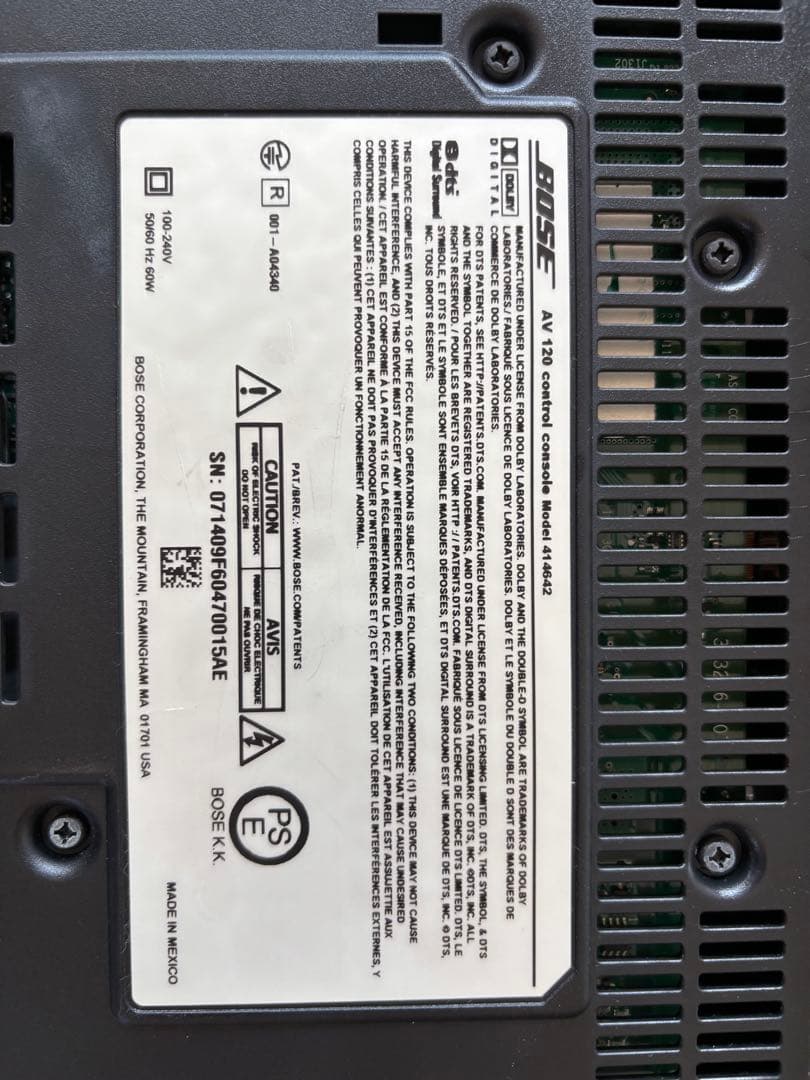 BOSE AV 120 control console Model 414642
DOLBY
DIGITAL
MANUFACTURED UNDER LICENSE FROM DOLBY LABORATORIES. DOLBY AND THE DOUBLE-D SYMBOL ARE TRADEMARKS OF DOLBY
LABORATORIES./ FABRIQUÉ SOUS LICENCE DE DOLBY LABORATORIES. DOLBY ET LE SYMBOLE DU DOUBLE D SONT DES MARQUES DE
COMMERCE DE DOLBY LABORATORIES.
dts
Digital Surround
FOR DTS PATENTS, SEE HTTP://PATENTS.DTS.COM. MANUFACTURED UNDER LICENSE FROM DTS LICENSING LIMITED. DTS, THE SYMBOL, & DTS
AND THE SYMBOL TOGETHER ARE REGISTERED TRADEMARKS, AND DTS DIGITAL SURROUND IS A TRADEMARK OF DTS, INC. ©DTS, INC. ALL
RIGHTS RESERVED. / POUR LES BREVETS DTS, VOIR HTTP :// PATENTS.DTS.COM. FABRIQUÉ SOUS LICENCE DE LICENCE DTS LIMITED. DTS, LE
SYMBOLE, ET DTS ET LE SYMBOLE SONT ENSEMBLE MARQUES DÉPOSÉES, ET DTS DIGITAL SURROUND EST UNE MARQUE DE DTS, INC. © DTS,
INC. TOUS DROITS RÉSERVÉS.
THIS DEVICE COMPLIES WITH PART 15 OF THE FCC RULES. OPERATION IS SUBJECT TO THE FOLLOWING TWO CONDITIONS: (1) THIS DEVICE MAY NOT CAUSE
HARMFUL INTERFERENCE, AND (2) THIS DEVICE MUST ACCEPT ANY INTERFERENCE RECEIVED, INCLUDING INTERFERENCE THAT MAY CAUSE UNDESIRED
OPERATION. / CET APPAREIL EST CONFORME À LA PARTIE 15 DE LA RÉGLEMENTATION DE LA FCC. L'UTILISATION DE CET APPAREIL EST ASSUJETTIE AUX
CONDITIONS SUIVANTES : (1) CET APPAREIL NE DOIT PAS PROVOQUER D'INTERFÉRENCES ET (2) CET APPAREIL DOIT TOLÉRER LES INTERFÉRENCES EXTERNES, Y
COMPRIS CELLES QUI PEUVENT PROVOQUER UN FONCTIONNEMENT ANORMAL.
PAT./BREV.: WWW.BOSE.COM/PATENTS
R 001-A04340
CAUTION
RISK OF ELECTRIC SHOCK
DO NOT OPEN
AVIS
RISQUE DE CHOC ELECTRIQUE
NE PAS OUVRIR
PS
E
BOSE K.K.
SN: 071409F60470015AE
100-240V
50/60 Hz 60W
BOSE CORPORATION, THE MOUNTAIN, FRAMINGHAM MA 01701 USA
MADE IN MEXICO
J1302